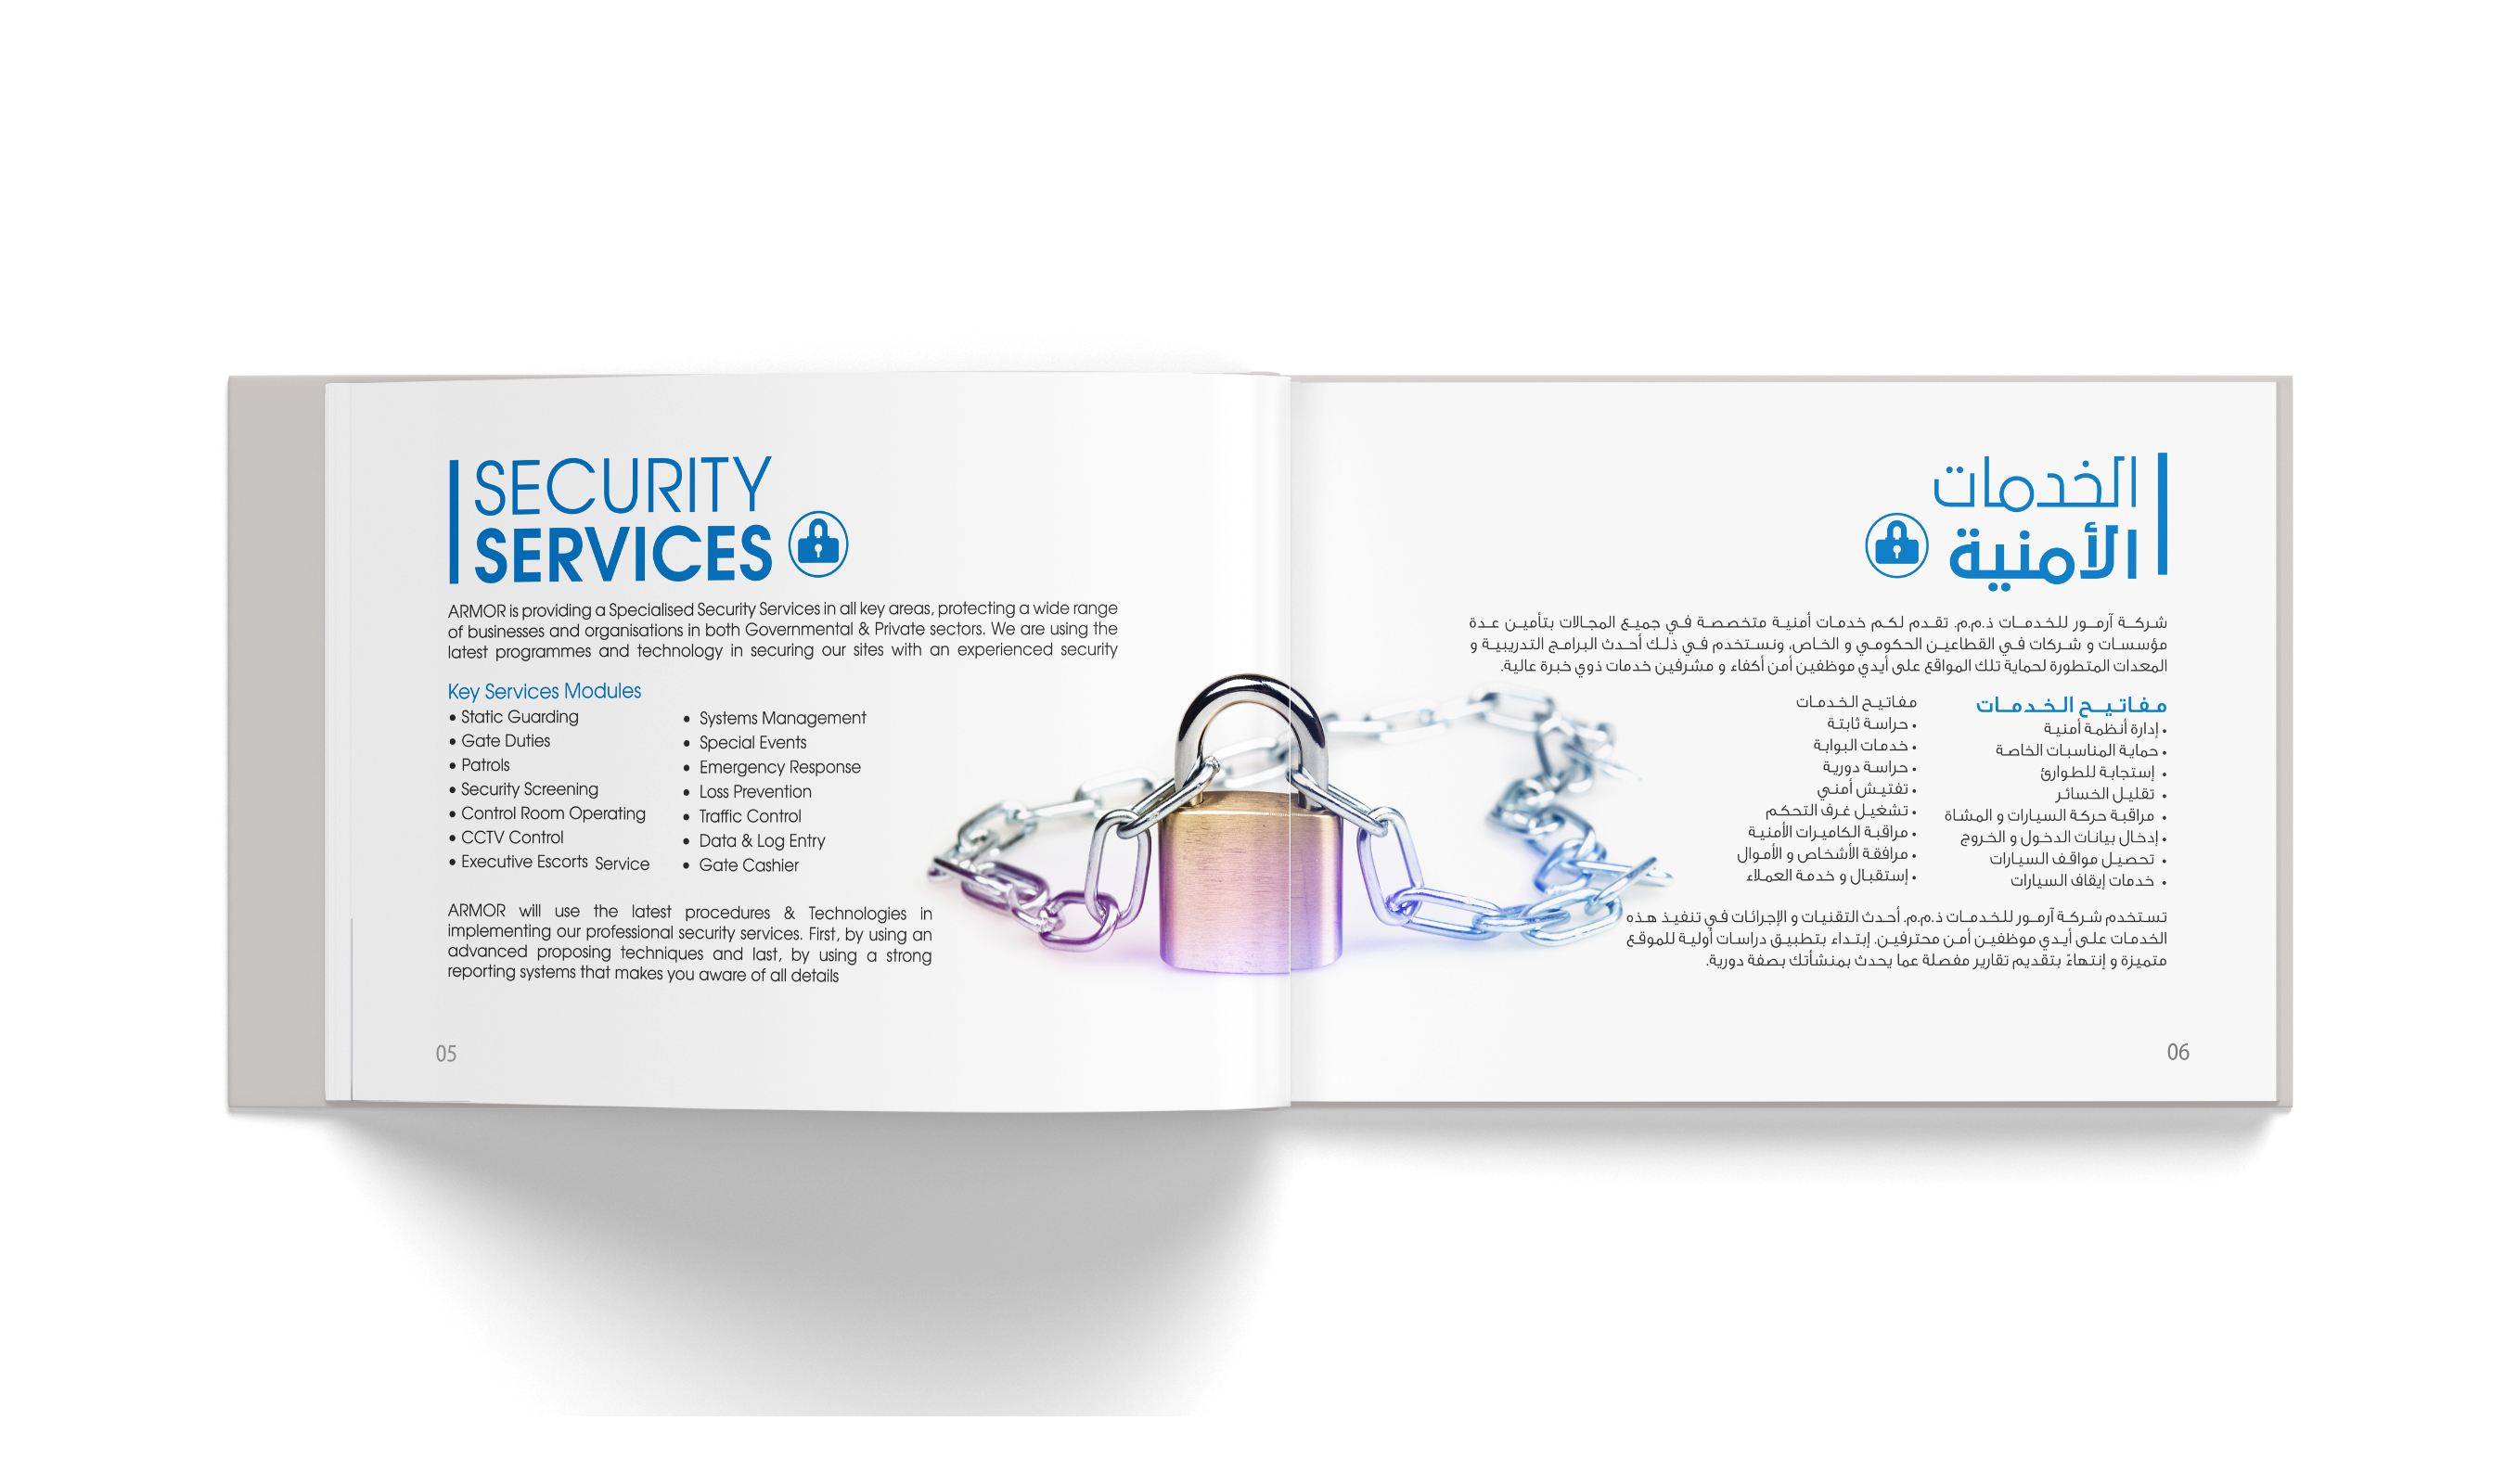 SECURITY
SERVICES
ARMOR is providing a Specialised Security Services in all key areas, protecting a wide range
of businesses and organisations in both Governmental & Private sectors. We are using the
latest programmes and technology in securing our sites with an experienced security
Key Services Modules
• Static Guarding
• Gate Duties
• Patrols
• Security Screening
• Control Room Operating
• CCTV Control
• Executive Escorts Service
• Systems Management
• Special Events
• Emergency Response
• Loss Prevention
• Traffic Control
• Data & Log Entry
• Gate Cashier
ARMOR will use the latest procedures & Technologies in
implementing our professional security services. First, by using an
advanced proposing techniques and last, by using a strong
reporting systems that makes you aware of all details
05
الخدمات
الأمنية
شركة آرمور للخدمات ذ.م.م. تقدم لكم خدمات أمنية متخصصة في جميع المجالات بتأمين عدة
مؤسسات و شركات في القطاعين الحكومي و الخاص، ونستخدم في ذلك أحدث البرامج التدريبية و
المعدات المتطورة لحماية تلك المواقع على أيدي موظفين أمن أكفاء و مشرفين خدمات ذوي خبرة عالية.
مفاتيح الخدمات
• إدارة أنظمة أمنية
• حماية المناسبات الخاصة
• إستجابة للطوارئ
• تقليل الخسائر
• مراقبة حركة السيارات و المشاة
• إدخال بيانات الدخول و الخروج
• تحصيل مواقف السيارات
• خدمات إيقاف السيارات
مفاتيح الخدمات
• حراسة ثابتة
• خدمات البوابة
• حراسة دورية
• تفتيش أمني
• تشغيل غرف التحكم
• مراقبة الكاميرات الأمنية
• مرافقة الأشخاص و الأموال
• إستقبال و خدمة العملاء
تستخدم شركة آرمور للخدمات ذ.م.م. أحدث التقنيات و الإجرائات في تنفيذ هذه
الخدمات على أيدي موظفين أمن محترفين. إبتداء بتطبيق دراسات أولية للموقع
متميزة و إنتهاءً بتقديم تقارير مفصلة عما يحدث بمنشأتك بصفة دورية.
06